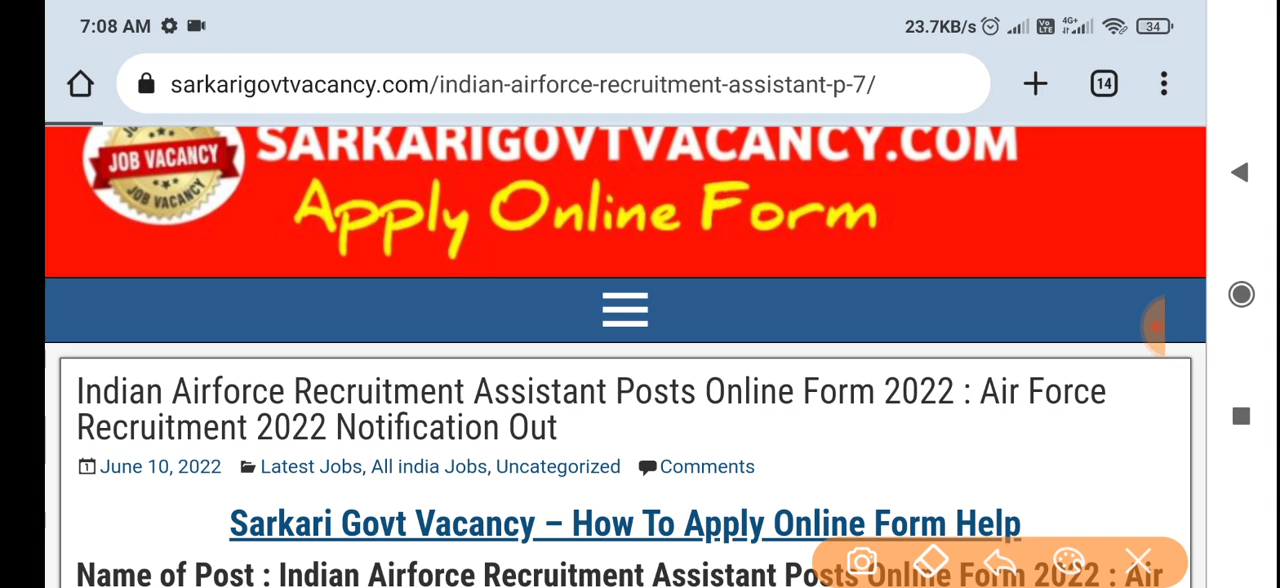 7:08 AM 23.7KB/s Vo LTE 4G+ 34
sarkarigovtvacancy.com/indian-airforce-recruitment-assistant-p-7/ 14
SARKARIGOVTVACANCY.COM
JOB VACANCY
JOB VACANCY
Apply Online Form
Indian Airforce Recruitment Assistant Posts Online Form 2022 : Air Force
Recruitment 2022 Notification Out
June 10, 2022 Latest Jobs, All india Jobs, Uncategorized Comments
Sarkari Govt Vacancy – How To Apply Online Form Help
Name of Post : Indian Airforce Recruitment Assistant Posts Online Form 2022 : Air